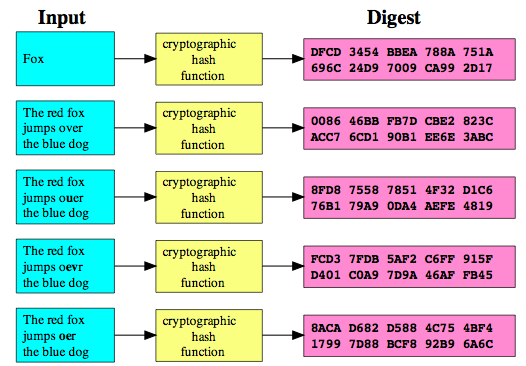 Input
Digest
Fox
cryptographic
hash
function
DFCD 3454 BBEA 788A 751A
696C 24D9 7009 CA99 2D17
The red fox
jumps over
the blue dog
cryptographic
hash
function
0086 46BB FB7D CBE2 823C
ACC7 6CD1 90B1 EE6E 3ABC
The red fox
jumps ouer
the blue dog
cryptographic
hash
function
8FD8 7558 7851 4F32 D1C6
76B1 79A9 0DA4 AEFE 4819
The red fox
jumps oevr
the blue dog
cryptographic
hash
function
FCD3 7FDB 5AF2 C6FF 915F
D401 C0A9 7D9A 46AF FB45
The red fox
jumps oer
the blue dog
cryptographic
hash
function
8ACA D682 D588 4C75 4BF4
1799 7D88 BCF8 92B9 6A6C